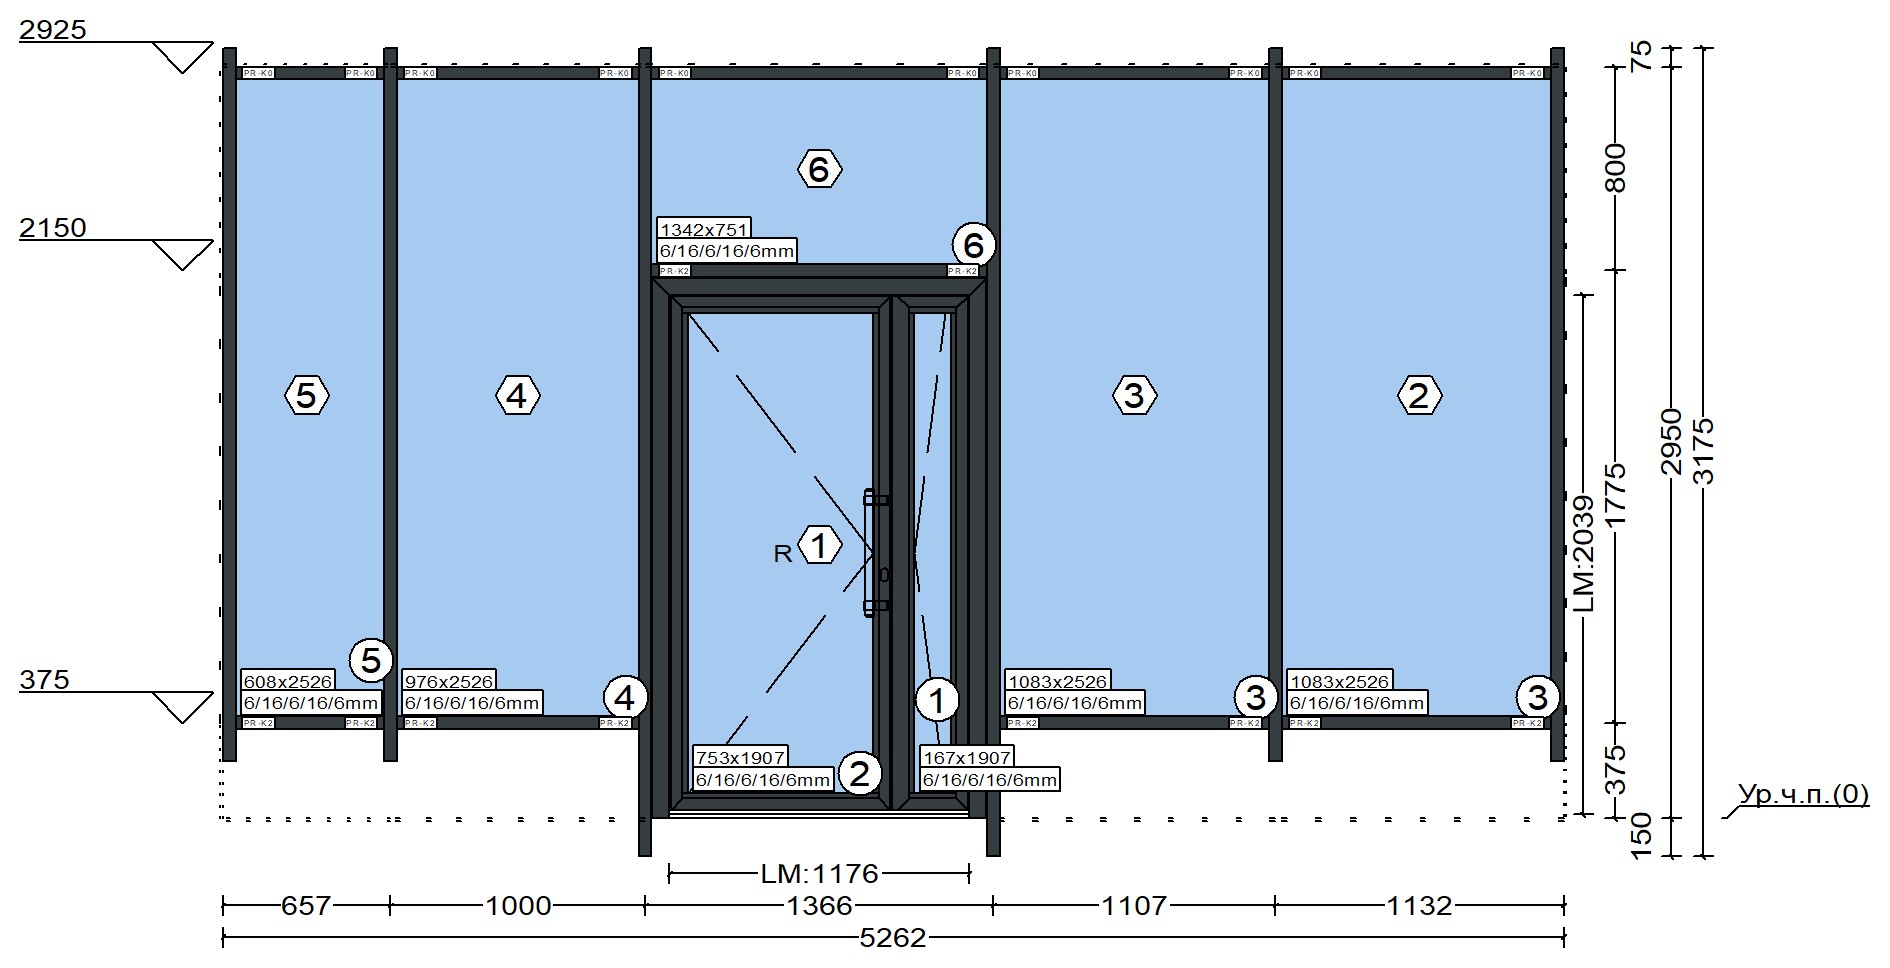 2925
75
PR-K0 PR-K0 PR-K0 PR-K0 PR-K0 PR-K0 PR-K0 PR-K0 PR-K0 PR-K0
800
6
2150
1342x751
6/16/6/16/6mm
6
PR-K2 PR-K2
5
4
3
2
2950
3175
1775
LM:2039
R
1
5
375
608x2526
6/16/6/16/6mm
976x2526
6/16/6/16/6mm
4
1
1083x2526
6/16/6/16/6mm
3
1083x2526
6/16/6/16/6mm
3
PR-K2 PR-K2 PR-K2 PR-K2 PR-K2 PR-K2 PR-K2 PR-K2
753x1907
6/16/6/16/6mm
2
167x1907
6/16/6/16/6mm
375
Ур.ч.п.(0)
150
LM:1176
657
1000
1366
1107
1132
5262